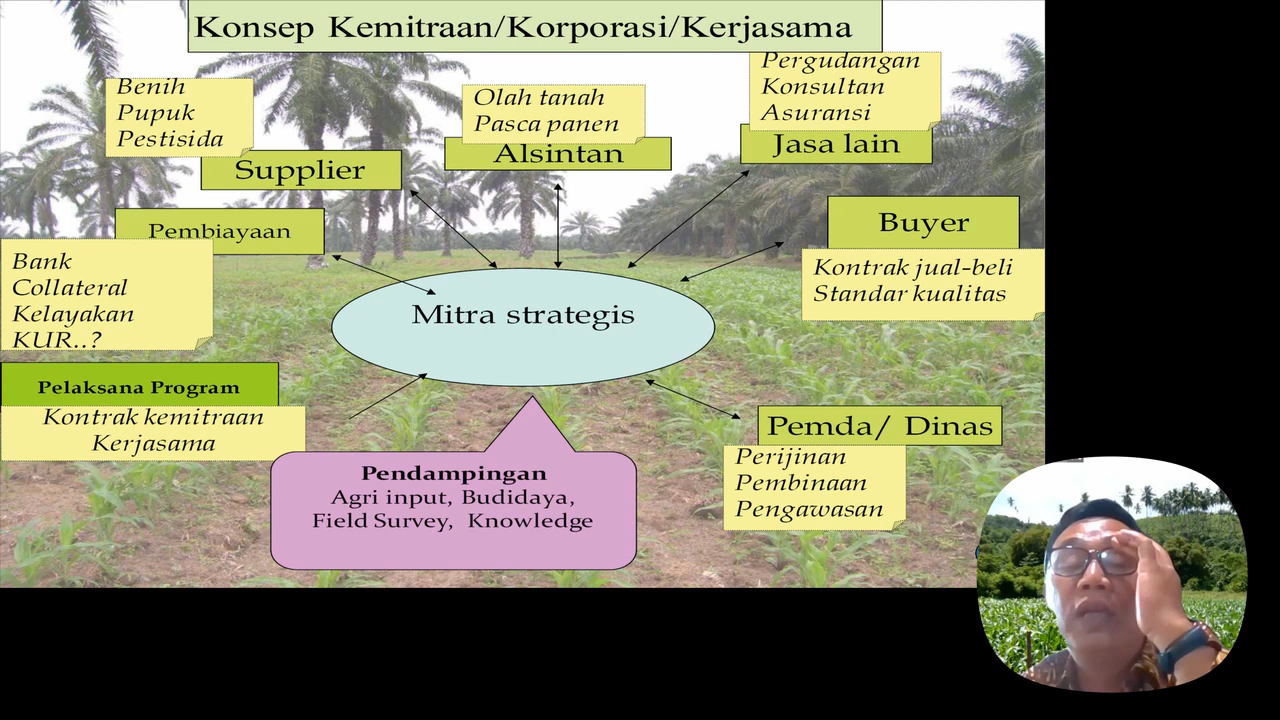 Konsep Kemitraan/Korporasi/Kerjasama
Benih
Pupuk
Pestisida
Supplier
Olah tanah
Pasca panen
Alsintan
Pergudangan
Konsultan
Asuransi
Jasa lain
Pembiayaan
Bank
Collateral
Kelayakan
KUR..?
Buyer
Kontrak jual-beli
Standar kualitas
Mitra strategis
Pelaksana Program
Kontrak kemitraan
Kerjasama
Pendampingan
Agri input, Budidaya,
Field Survey, Knowledge
Pemda/ Dinas
Perijinan
Pembinaan
Pengawasan